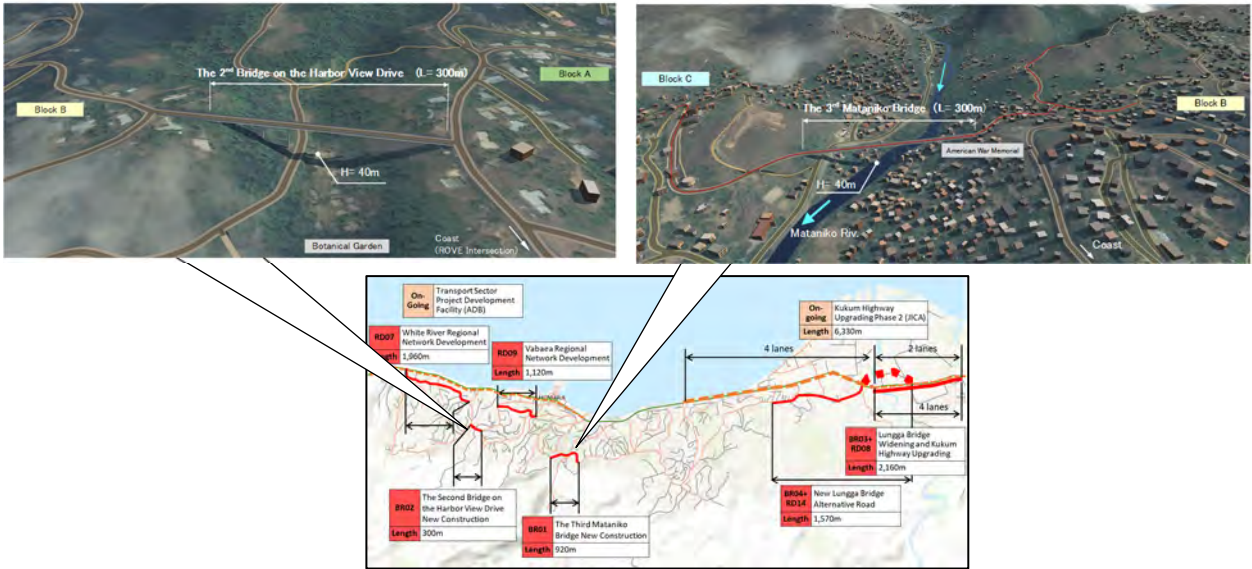 The 2nd Bridge on the Harbor View Drive (L= 300m)
Block A
Block B
H= 40m
Botanical Garden
Coast
(ROVE Intersection)
Block C
The 3rd Mataniko Bridge (L= 300m)
Block B
American War Memorial
H= 40m
Mataniko Riv.
Coast
On-
Going
Transport Sector
Project Development
Facility (ADB)
RD07
White River Regional
Network Development
Length
1,960m
RD09
Vabaea Regional
Network Development
Length
1,120m
On-
going
Kukum Highway
Upgrading Phase 2 (JICA)
Length
6,330m
4 lanes
2 lanes
4 lanes
BR03+
RD08
Lungga Bridge
Widening and Kukum
Highway Upgrading
Length
2,160m
BR04+
RD14
New Lungga Bridge
Alternative Road
Length
1,570m
BR02
The Second Bridge on
the Harbor View Drive
New Construction
Length
300m
BR01
The Third Mataniko
Bridge New Construction
Length
920m